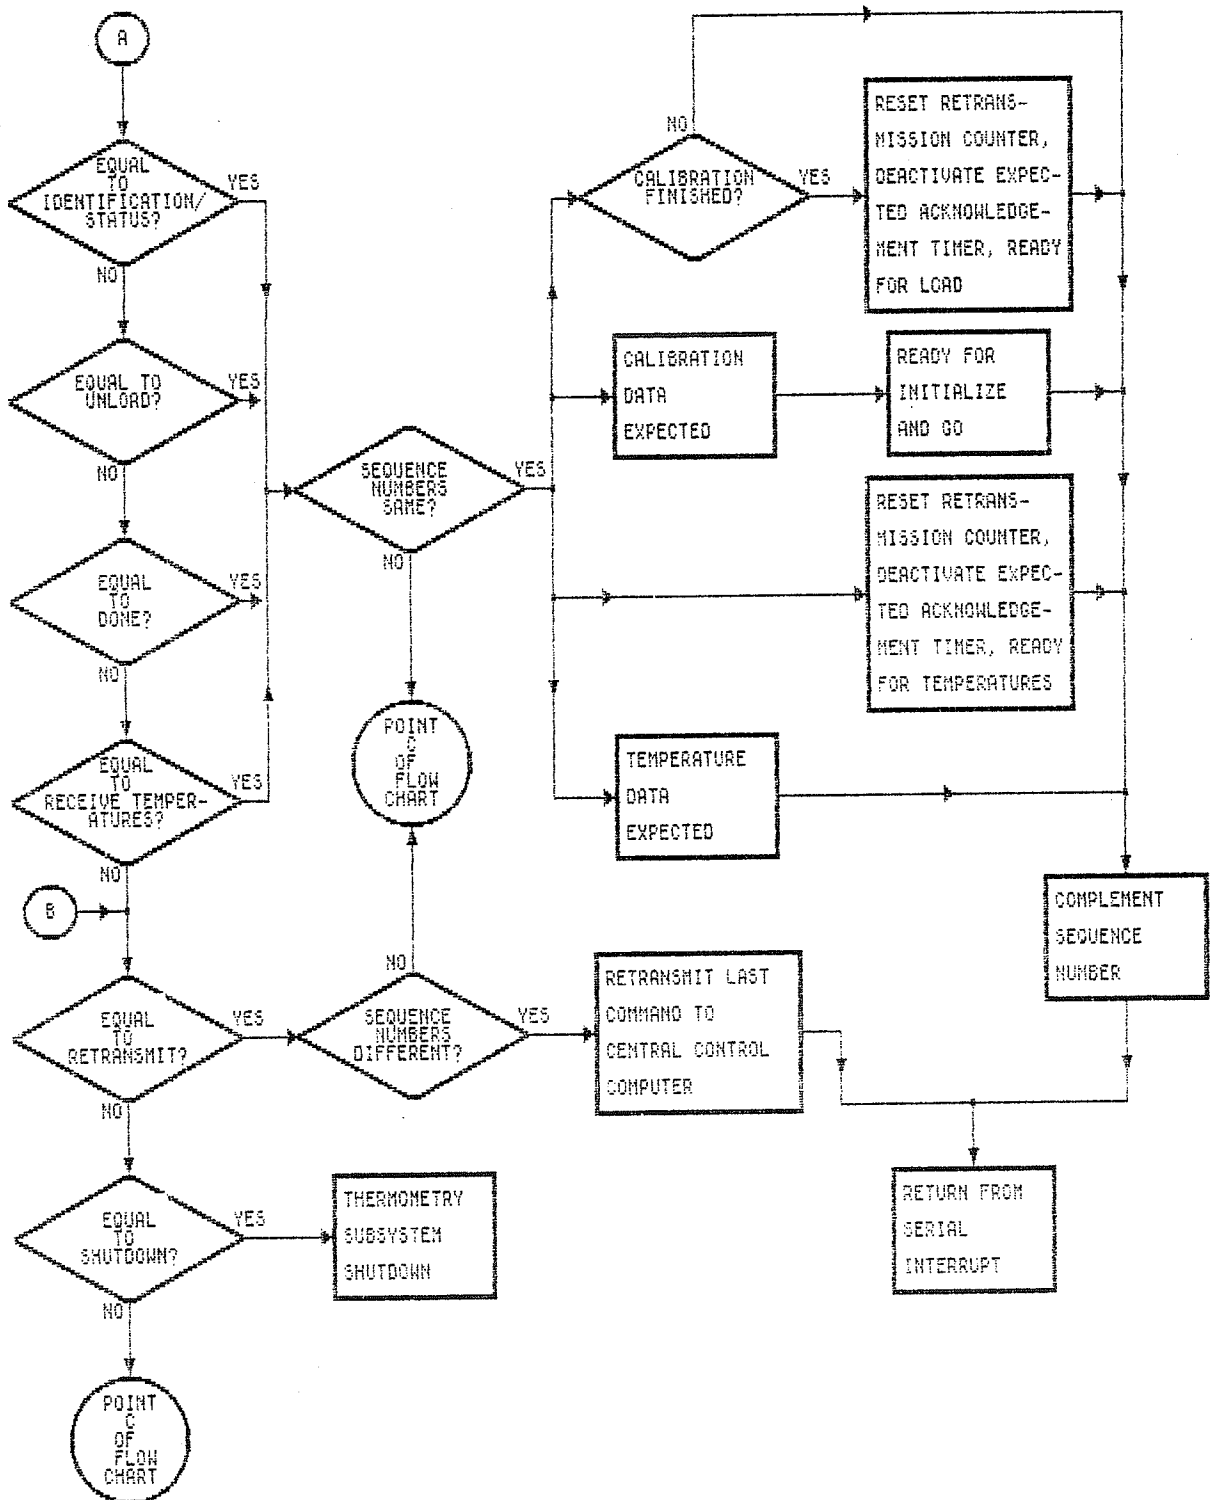 A
EQUAL
TO
IDENTIFICATION/
STATUS?
YES
NO
EQUAL TO
UNLOAD?
YES
NO
EQUAL
TO
DONE?
YES
NO
EQUAL
TO
RECEIVE TEMPER-
ATURES?
YES
NO
B
EQUAL
TO
RETRANSMIT?
YES
NO
EQUAL
TO
SHUTDOWN?
YES
NO
POINT
C
OF
FLOW
CHART
THERMOMETRY
SUBSYSTEM
SHUTDOWN
SEQUENCE
NUMBERS
SAME?
YES
NO
POINT
C
OF
FLOW
CHART
NO
SEQUENCE
NUMBERS
DIFFERENT?
YES
RETRANSMIT LAST
COMMAND TO
CENTRAL CONTROL
COMPUTER
NO
CALIBRATION
FINISHED?
YES
RESET RETRANS-
MISSION COUNTER,
DEACTIVATE EXPEC-
TED ACKNOWLEDGE-
MENT TIMER, READY
FOR LOAD
CALIBRATION
DATA
EXPECTED
READY FOR
INITIALIZE
AND GO
RESET RETRANS-
MISSION COUNTER,
DEACTIVATE EXPEC-
TED ACKNOWLEDGE-
MENT TIMER, READY
FOR TEMPERATURES
TEMPERATURE
DATA
EXPECTED
COMPLEMENT
SEQUENCE
NUMBER
RETURN FROM
SERIAL
INTERRUPT